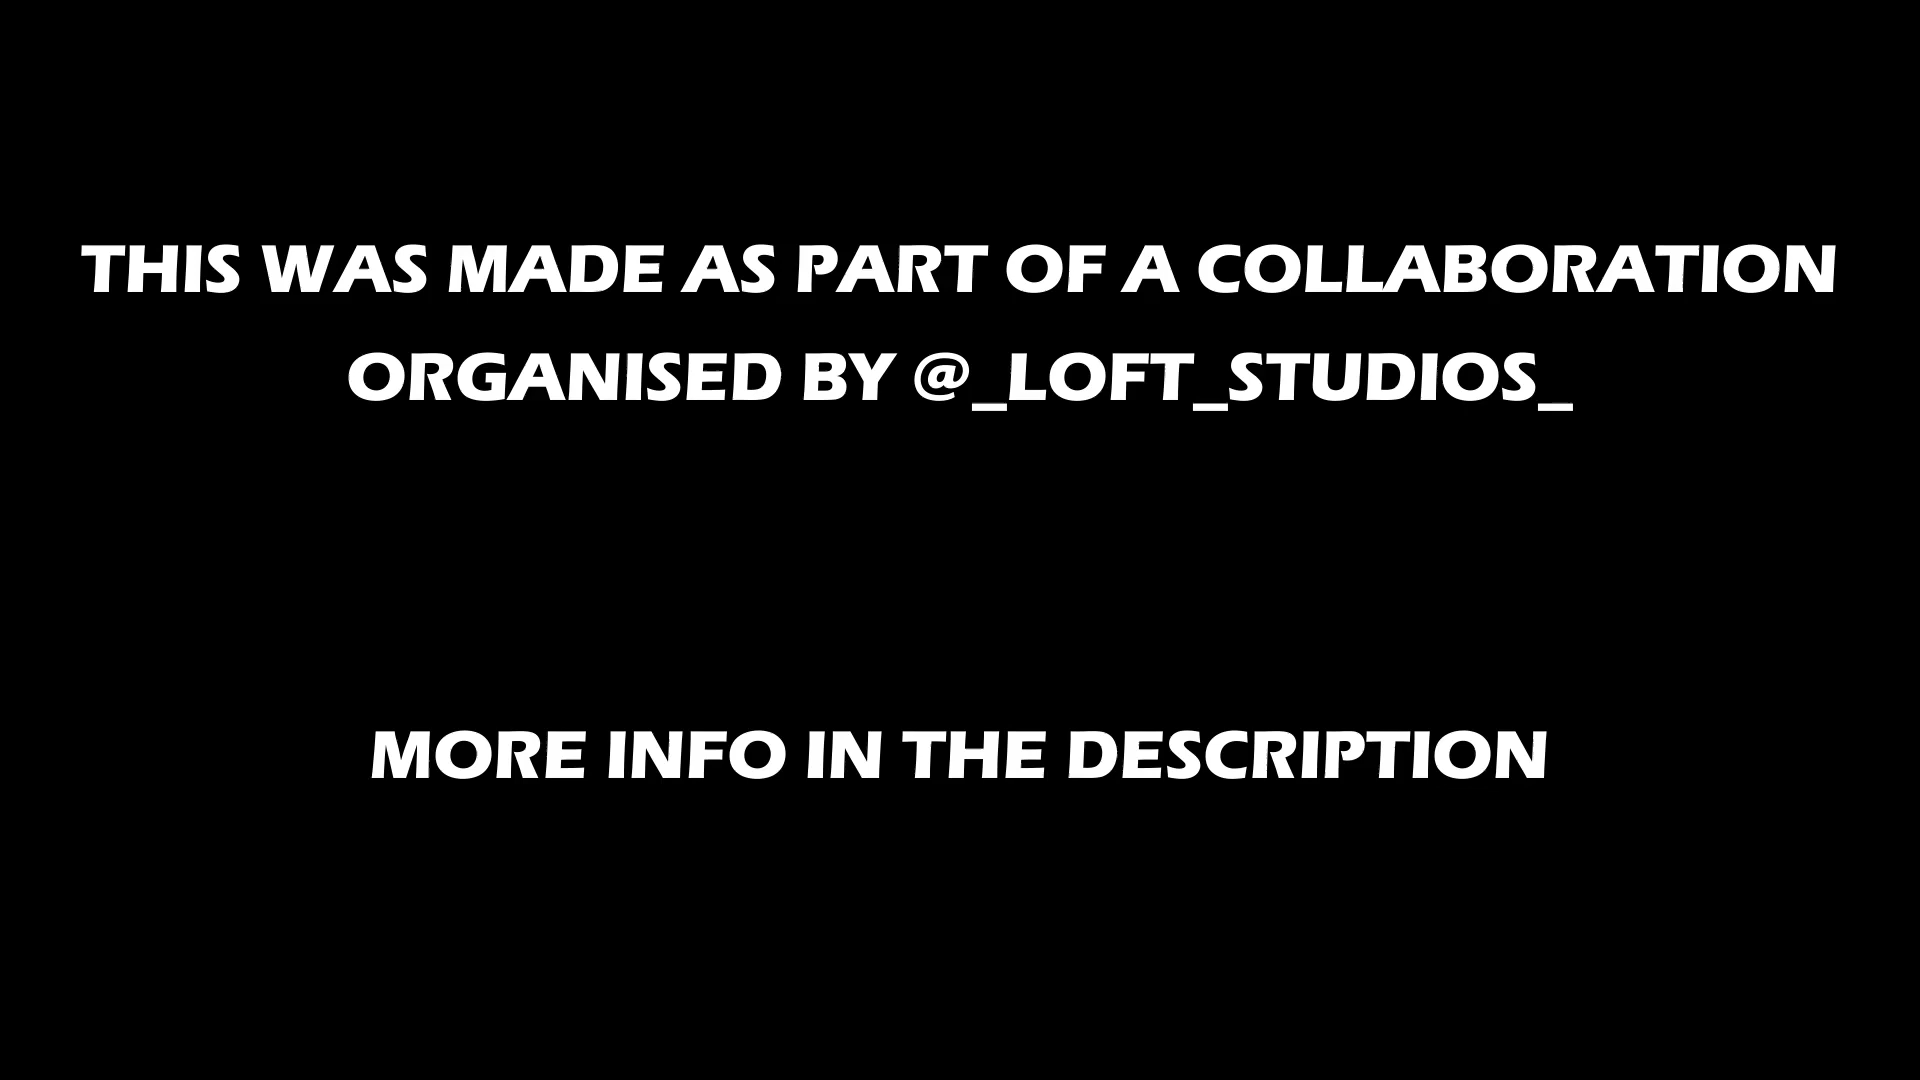 THIS WAS MADE AS PART OF A COLLABORATION
ORGANISED BY @_LOFT_STUDIOS_
MORE INFO IN THE DESCRIPTION